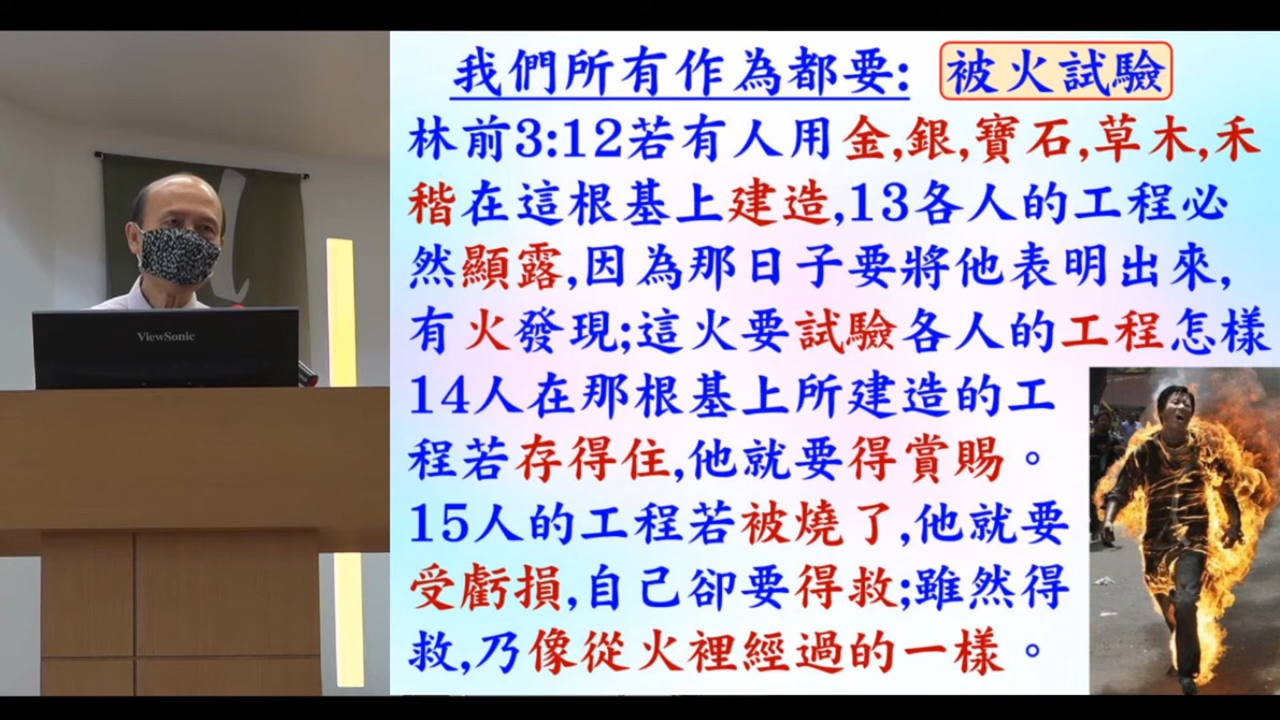 我們所有作為都要: 被火試驗
林前3:12若有人用金,銀,寶石,草木,禾
稭在這根基上建造,13各人的工程必
然顯露,因為那日子要將他表明出來,
有火發現;這火要試驗各人的工程怎樣
14人在那根基上所建造的工
程若存得住,他就要得賞賜。
15人的工程若被燒了,他就要
受虧損,自己卻要得救;雖然得
救,乃像從火裡經過的一樣。
ViewSonic